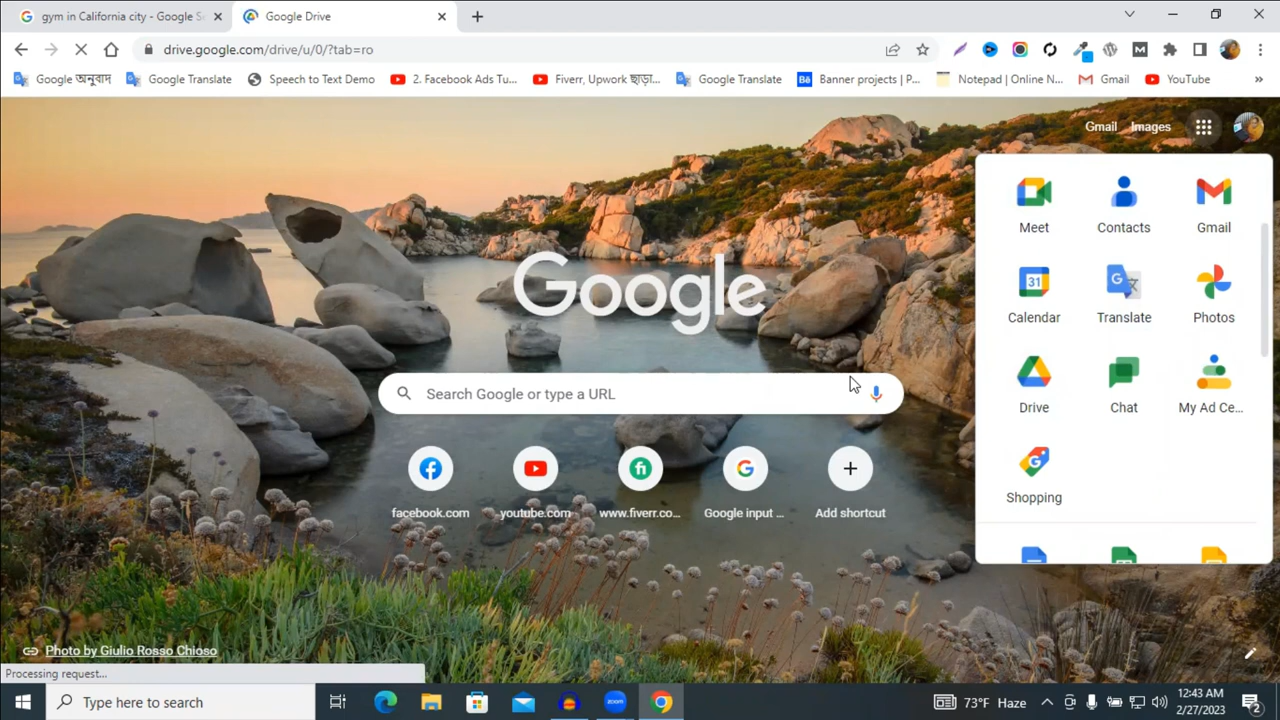 gym in California city - Google S
Google Drive
drive.google.com/drive/u/0/?tab=ro
Google অনুবাদ
Google Translate
Speech to Text Demo
2. Facebook Ads Tu...
Fiverr, Upwork ছাড়া...
Google Translate
Bē
Banner projects | P...
Notepad | Online N...
Gmail
YouTube
»
Gmail
Images
Meet
Contacts
Gmail
31
Calendar
Translate
Photos
Drive
Chat
My Ad Ce...
Shopping
Google
Search Google or type a URL
facebook.com
youtube.com
www.fiverr.co...
Google input ...
Add shortcut
Photo by Giulio Rosso Chioso
Processing request...
Type here to search
zoom
73°F Haze
12:43 AM
2/27/2023
2